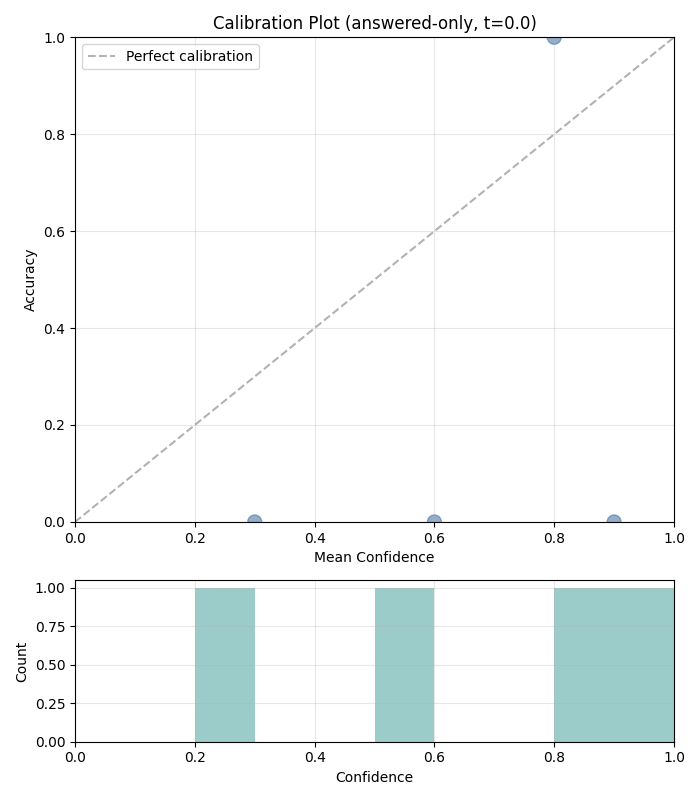 Calibration Plot (answered-only, t=0.0)
Perfect calibration
1.0
0.8
0.6
0.4
0.2
0.0
Accuracy
0.0 0.2 0.4 0.6 0.8 1.0
Mean Confidence
1.00
0.75
0.50
0.25
0.00
Count
0.0 0.2 0.4 0.6 0.8 1.0
Confidence